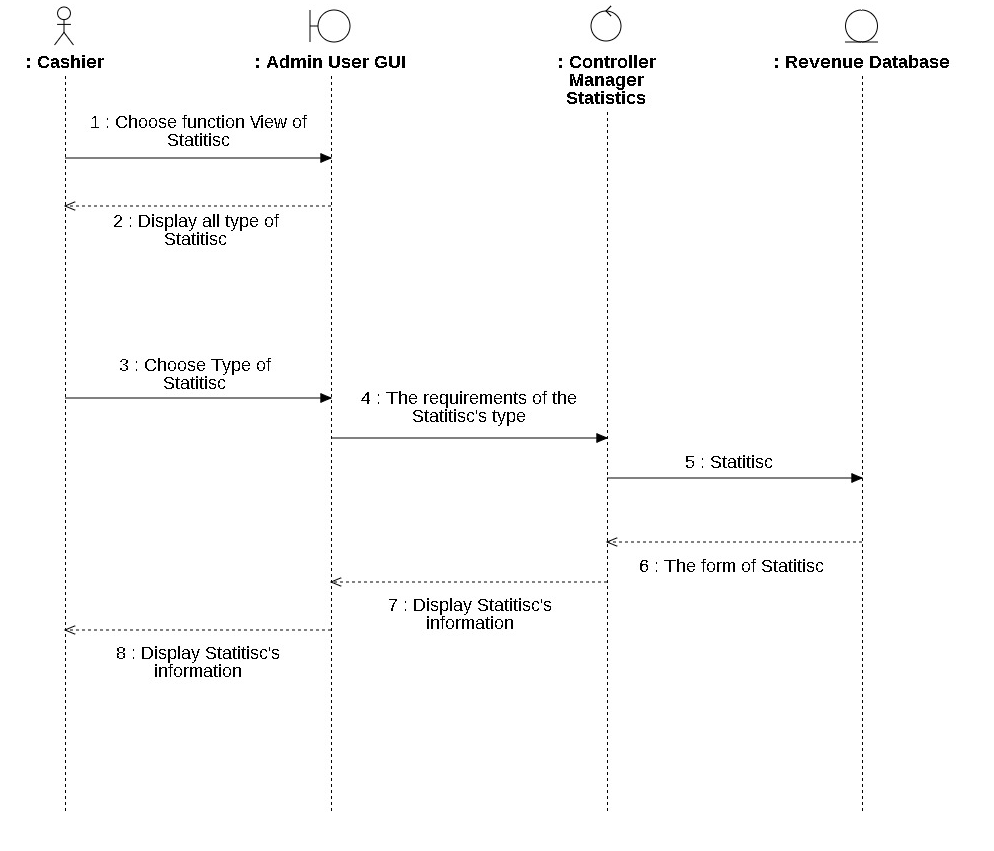 : Cashier
: Admin User GUI
: Controller
Manager
Statistics
: Revenue Database
1 : Choose function View of
Statitisc
2 : Display all type of
Statitisc
3 : Choose Type of
Statitisc
4 : The requirements of the
Statitisc's type
5 : Statitisc
6 : The form of Statitisc
7 : Display Statitisc's
information
8 : Display Statitisc's
information